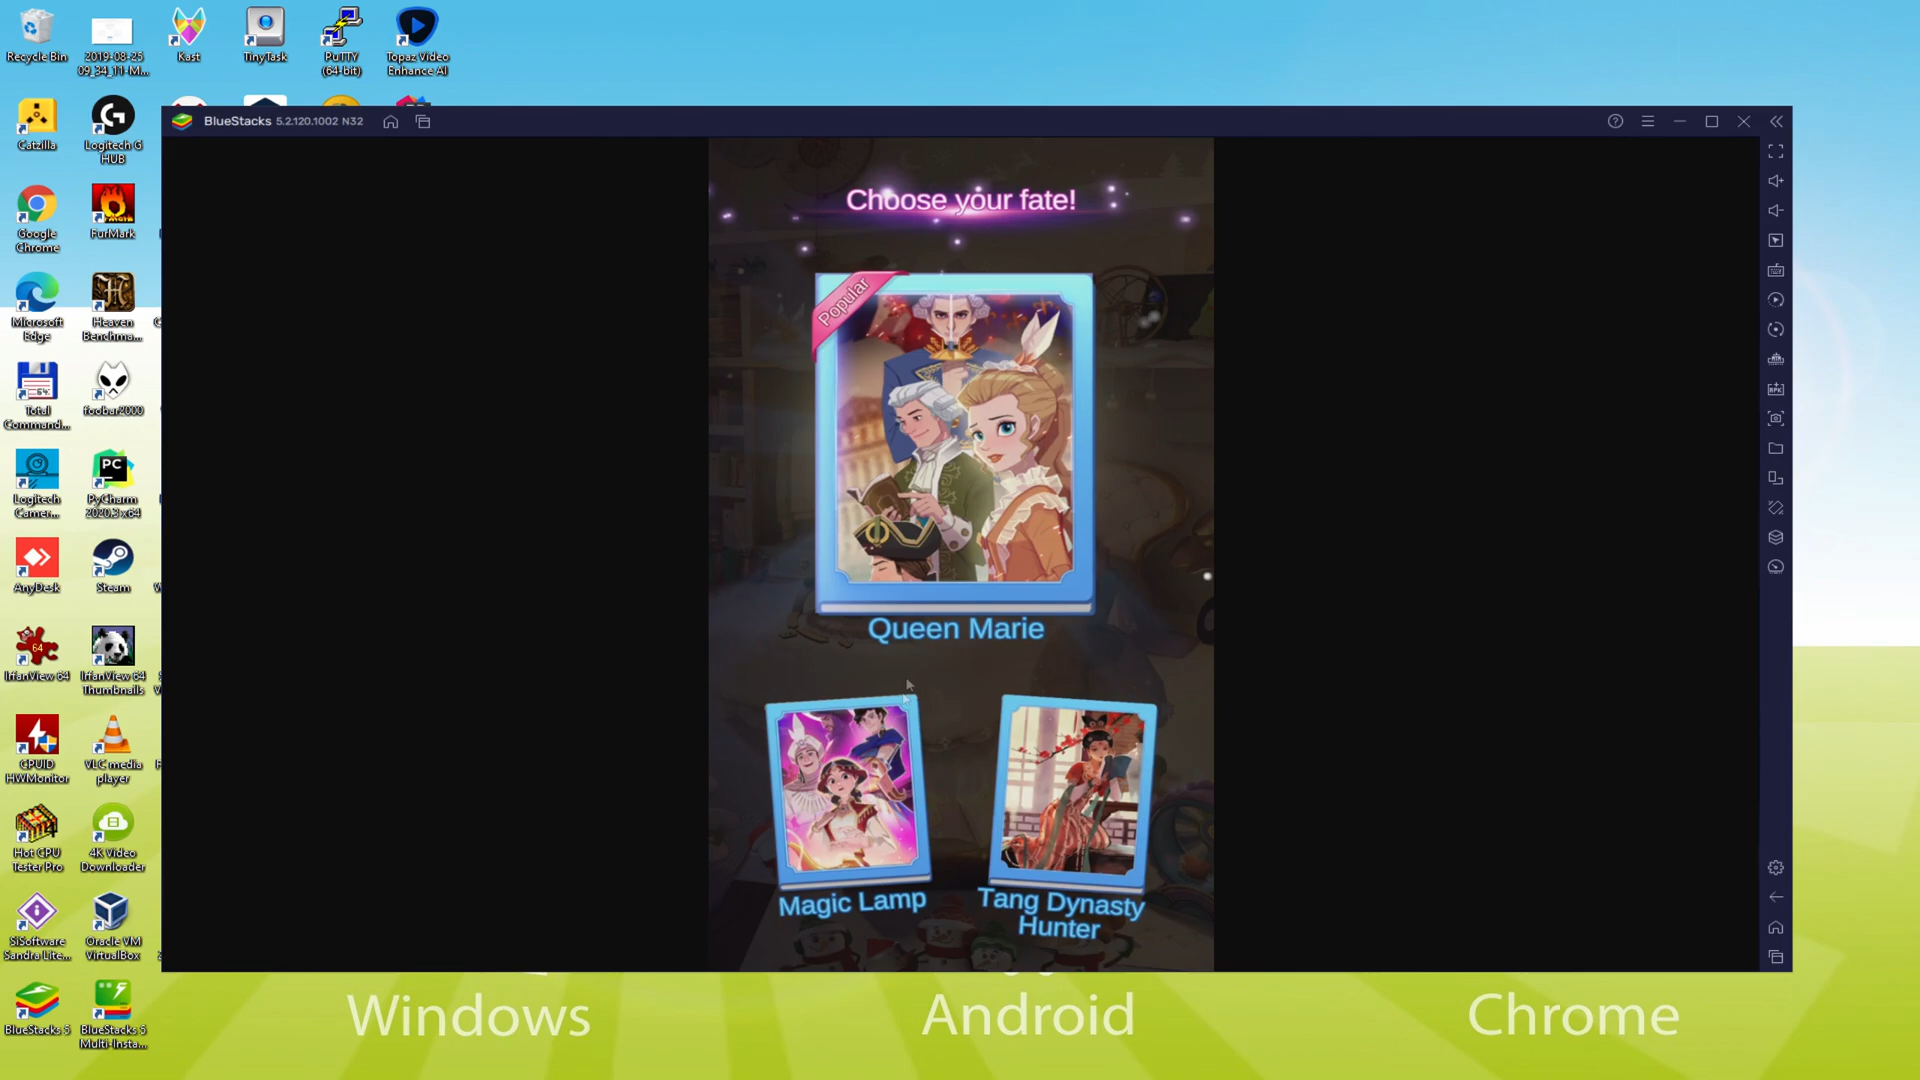 Recycle Bin
2019-08-25
09_34_11-M...
Kast
TinyTask
PuTTY
(64-bit)
Topaz Video
Enhance AI
BlueStacks 5.2.120.1002 N32
Catzilla
Logitech G
HUB
Google
Chrome
FurMark
Microsoft
Edge
Heaven
Benchma...
Total
Command...
foobar2000
Logitech
Camer...
PC
PyCharm
2020.3 x64
AnyDesk
Steam
64
IrfanView 64
IrfanView 64
Thumbnails
CPUID
HWMonitor
VLC media
player
Hot CPU
Tester Pro
4K Video
Downloader
SiSoftware
Sandra Lite...
Oracle VM
VirtualBox
BlueStacks 5
BlueStacks 5
Multi-Insta...
Choose your fate!
Popular
Queen Marie
Magic Lamp
Tang Dynasty
Hunter
Windows
Android
Chrome